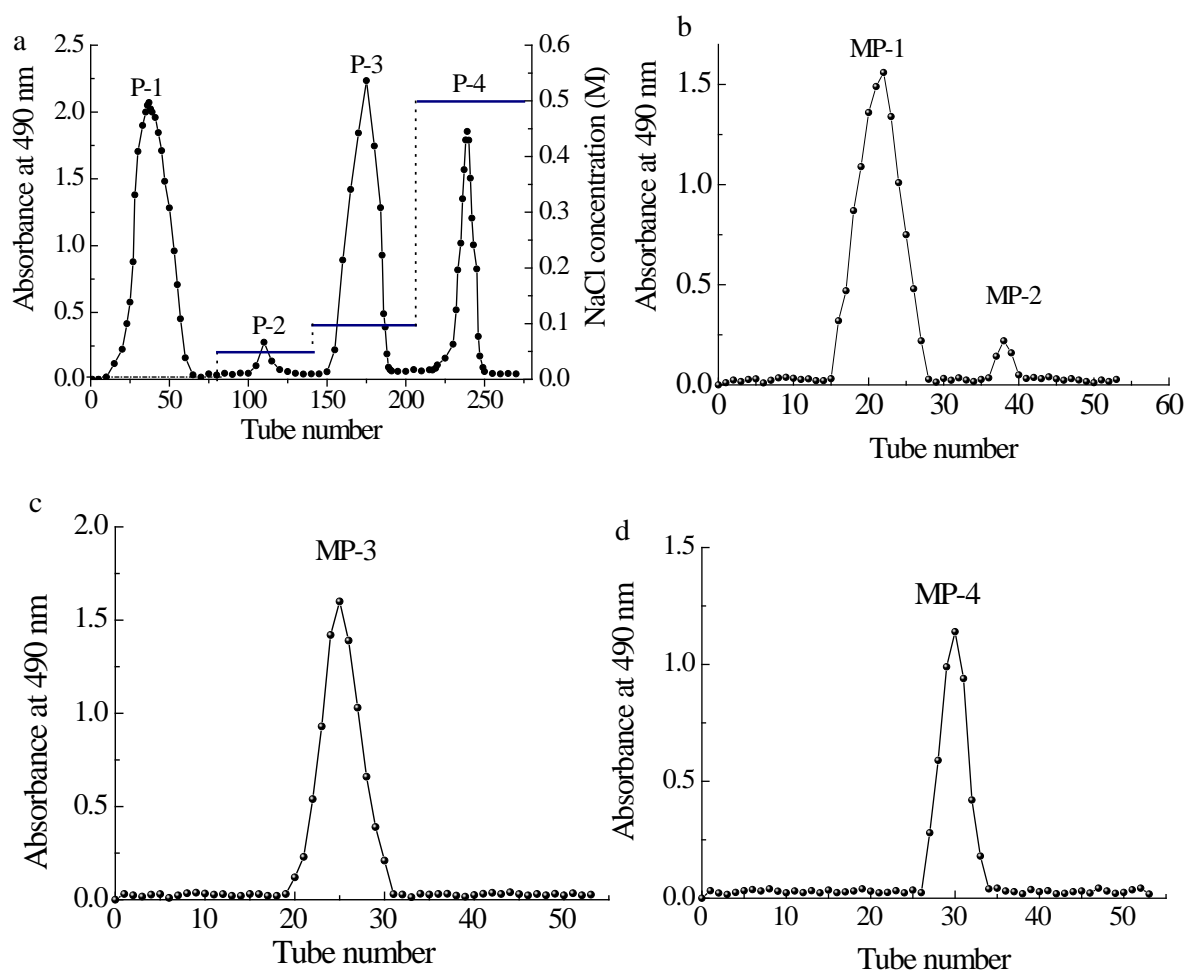 a
P-1
P-2
P-3
P-4
2.5
2.0
1.5
1.0
0.5
0.0
0.6
0.5
0.4
0.3
0.2
0.1
0.0
0
50
100
150
200
250
Absorbance at 490 nm
NaCl concentration (M)
Tube number
b
MP-1
MP-2
1.5
1.0
0.5
0.0
0
10
20
30
40
50
60
Absorbance at 490 nm
Tube number
c
MP-3
2.0
1.5
1.0
0.5
0.0
0
10
20
30
40
50
Absorbance at 490 nm
Tube number
d
MP-4
1.5
1.0
0.5
0.0
0
10
20
30
40
50
Absorbance at 490 nm
Tube number